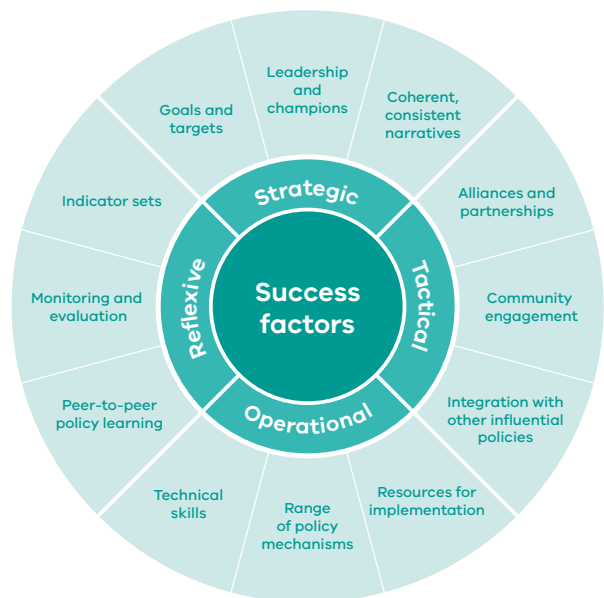 Success
factors
Strategic
Goals and
targets
Leadership
and
champions
Coherent,
consistent
narratives
Tactical
Alliances and
partnerships
Community
engagement
Integration with
other influential
policies
Operational
Resources for
implementation
Range
of policy
mechanisms
Technical
skills
Reflexive
Peer-to-peer
policy learning
Monitoring and
evaluation
Indicator sets